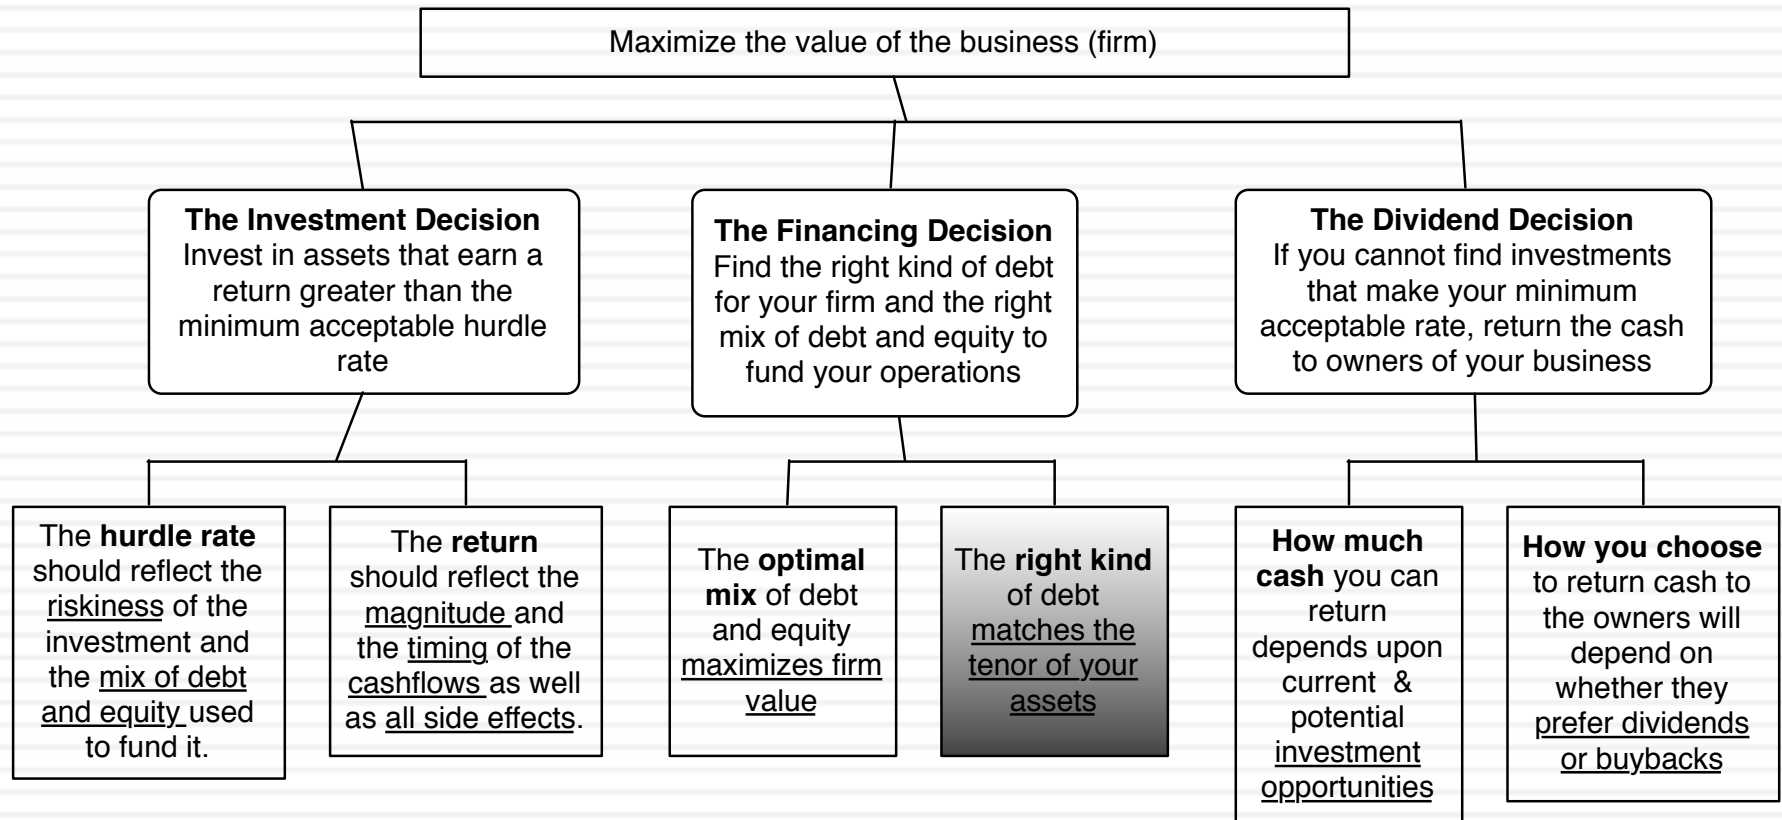 Maximize the value of the business (firm)
The Investment Decision
Invest in assets that earn a
return greater than the
minimum acceptable hurdle
rate
The Financing Decision
Find the right kind of debt
for your firm and the right
mix of debt and equity to
fund your operations
The Dividend Decision
If you cannot find investments
that make your minimum
acceptable rate, return the cash
to owners of your business
The hurdle rate
should reflect the
riskiness of the
investment and
the mix of debt
and equity used
to fund it.
The return
should reflect the
magnitude and
the timing of the
cashflows as well
as all side effects.
The optimal
mix of debt
and equity
maximizes firm
value
The right kind
of debt
matches the
tenor of your
assets
How much
cash you can
return
depends upon
current &
potential
investment
opportunities
How you choose
to return cash to
the owners will
depend on
whether they
prefer dividends
or buybacks